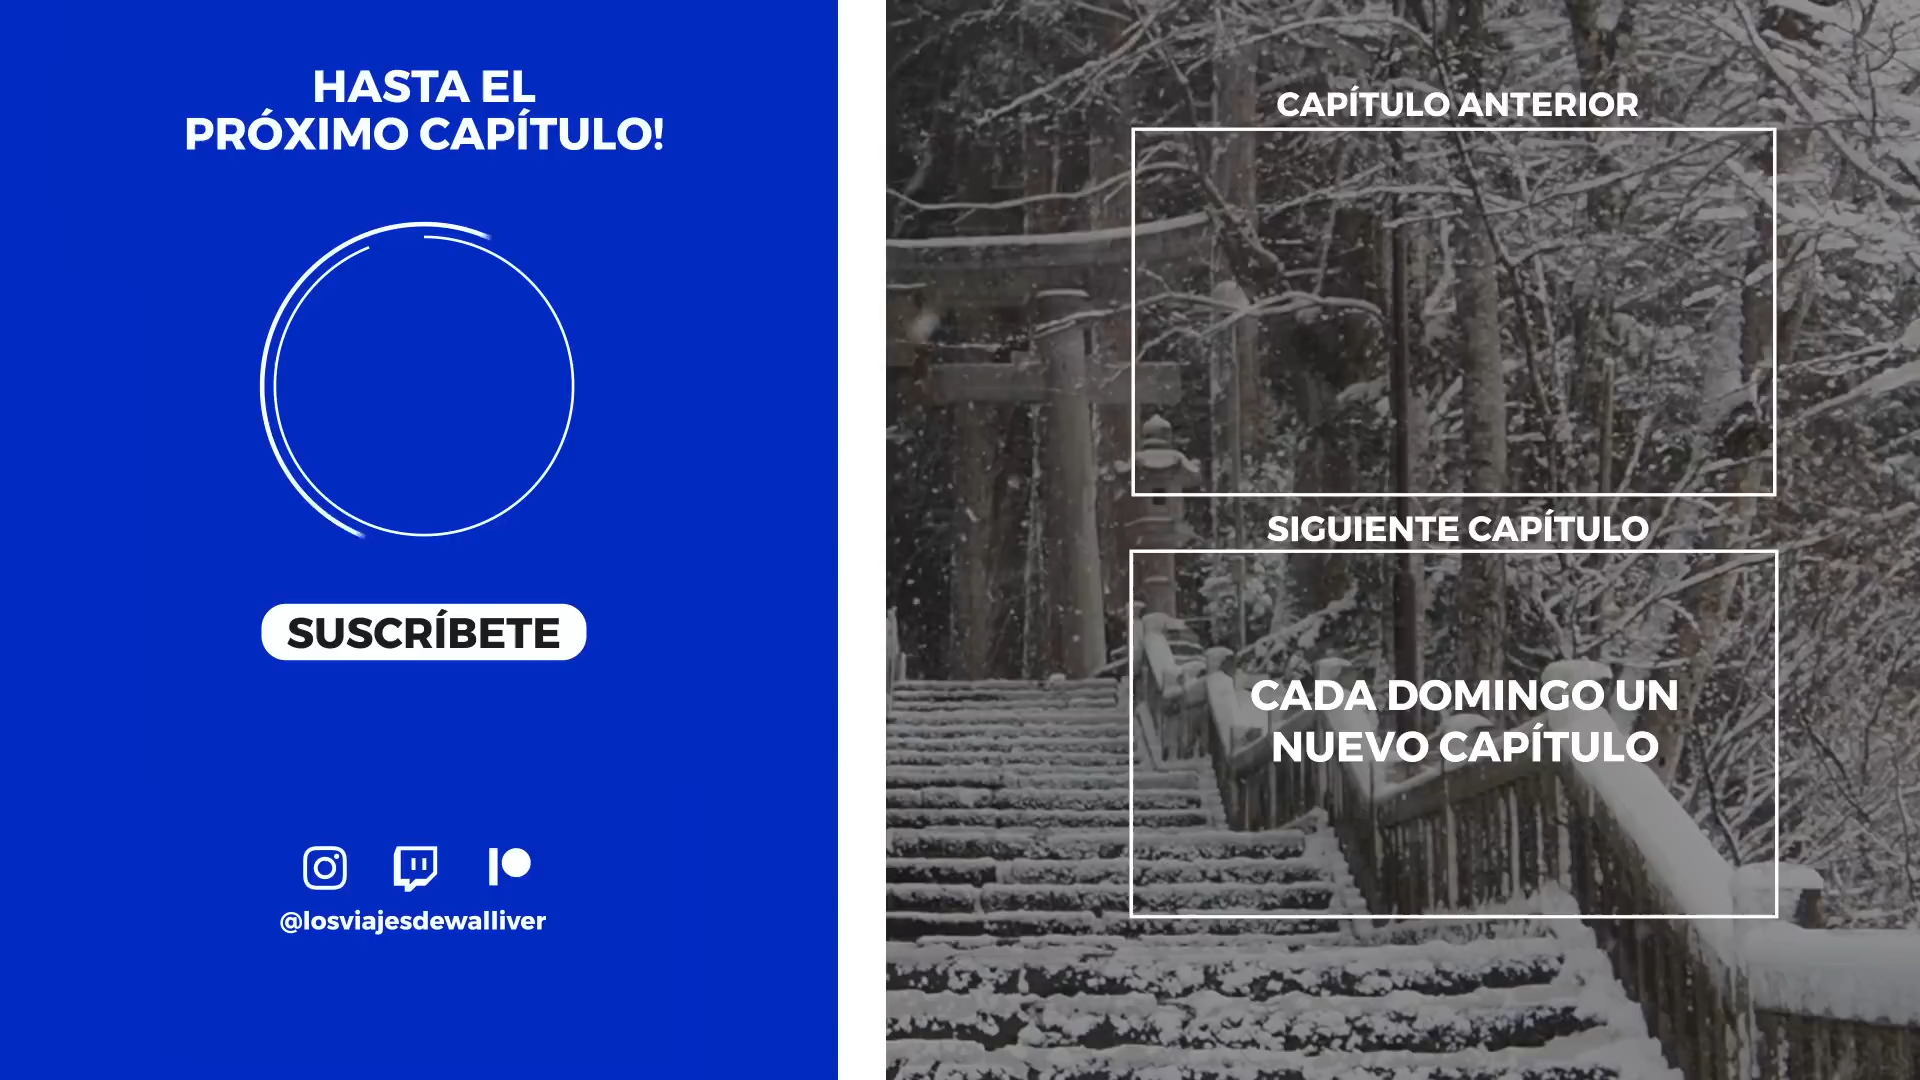 HASTA EL
PRÓXIMO CAPÍTULO!
SUSCRÍBETE
@losviajesdewalliver
CAPÍTULO ANTERIOR
SIGUIENTE CAPÍTULO
CADA DOMINGO UN
NUEVO CAPÍTULO